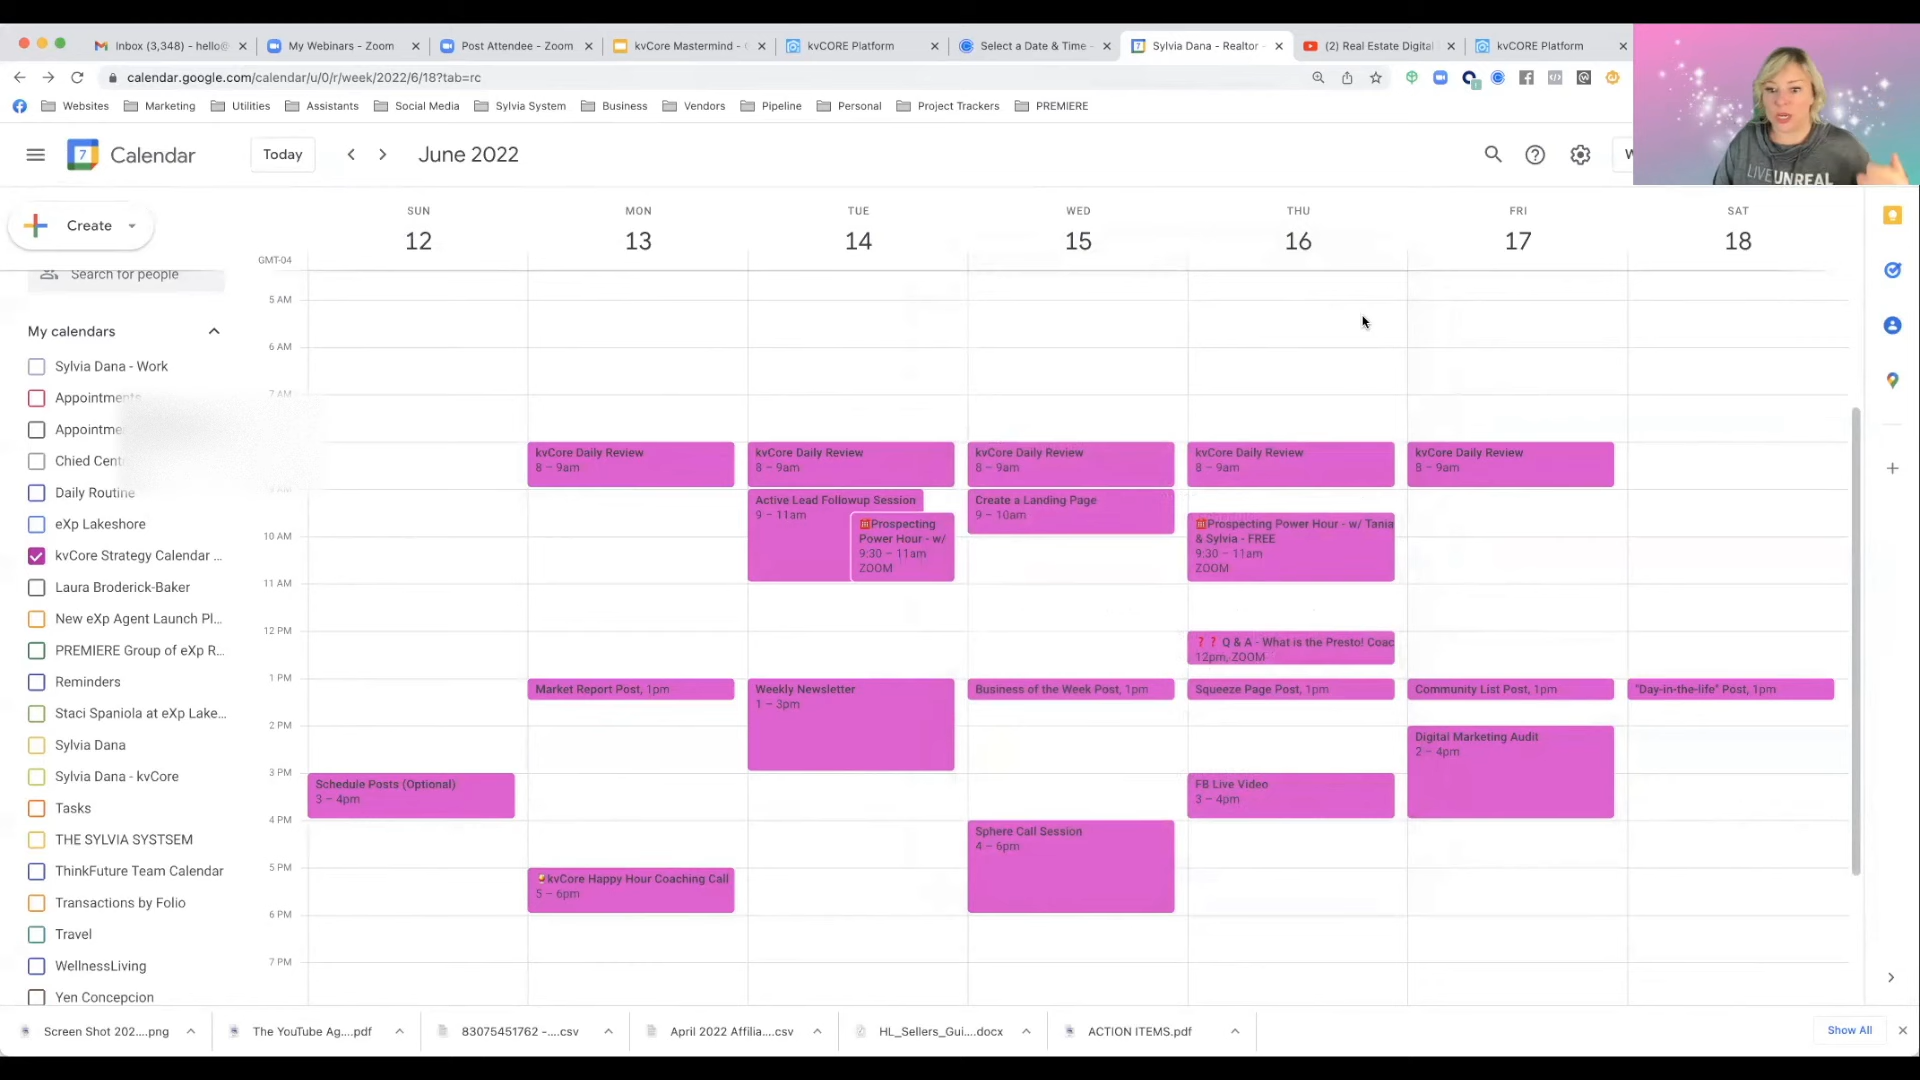 Inbox (3,348) - hello@
My Webinars - Zoom
Post Attendee - Zoom
kvCore Mastermind -
kvCORE Platform
Select a Date & Time -
Sylvia Dana - Realtor -
(2) Real Estate Digital
kvCORE Platform
calendar.google.com/calendar/u/0/r/week/2022/6/18?tab=rc
Websites
Marketing
Utilities
Assistants
Social Media
Sylvia System
Business
Vendors
Pipeline
Personal
Project Trackers
PREMIERE
LIVE UNREAL
7
Calendar
Today
June 2022
Create
SUN
12
MON
13
TUE
14
WED
15
THU
16
FRI
17
SAT
18
GMT-04
Search for people
My calendars
Sylvia Dana - Work
Appointments
Appointme
Chied Cent
Daily Routine
eXp Lakeshore
kvCore Strategy Calendar ...
Laura Broderick-Baker
New eXp Agent Launch Pl...
PREMIERE Group of eXp R...
Reminders
Staci Spaniola at eXp Lake...
Sylvia Dana
Sylvia Dana - kvCore
Tasks
THE SYLVIA SYSTSEM
ThinkFuture Team Calendar
Transactions by Folio
Travel
WellnessLiving
Yen Concepcion
5 AM
6 AM
7 AM
10 AM
11 AM
12 PM
1 PM
2 PM
3 PM
4 PM
5 PM
6 PM
7 PM
Schedule Posts (Optional)
3 – 4pm
kvCore Daily Review
8 – 9am
Market Report Post, 1pm
kvCore Happy Hour Coaching Call
5 – 6pm
kvCore Daily Review
8 – 9am
Active Lead Followup Session
9 – 11am
Prospecting
Power Hour - w/
9:30 – 11am
ZOOM
Weekly Newsletter
1 – 3pm
kvCore Daily Review
8 – 9am
Create a Landing Page
9 – 10am
Business of the Week Post, 1pm
Sphere Call Session
4 – 6pm
kvCore Daily Review
8 – 9am
Prospecting Power Hour - w/ Tania
& Sylvia - FREE
9:30 – 11am
ZOOM
❓❓ Q & A - What is the Presto! Coac
12pm, ZOOM
Squeeze Page Post, 1pm
FB Live Video
3 – 4pm
kvCore Daily Review
8 – 9am
Community List Post, 1pm
Digital Marketing Audit
2 – 4pm
"Day-in-the-life" Post, 1pm
Screen Shot 202....png
The YouTube Ag....pdf
83075451762 -....csv
April 2022 Affilia....csv
HL_Sellers_Gui....docx
ACTION ITEMS.pdf
Show All